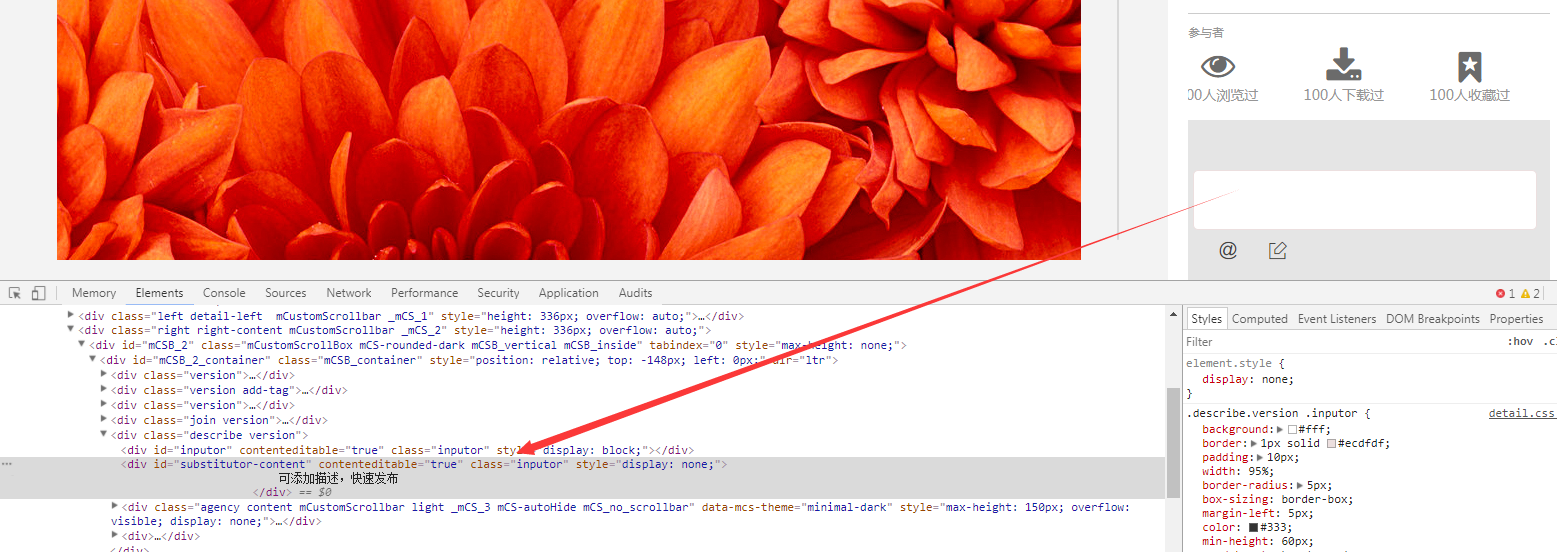 参与者
00人浏览过 100人下载过 100人收藏过
@
Memory Elements Console Sources Network Performance Security Application Audits 1 2
<div class="left detail-left  mCustomScrollbar _mCS_1" style="height: 336px; overflow: auto;">…</div>
<div class="right right-content mCustomScrollbar _mCS_2" style="height: 336px; overflow: auto;">
<div id="mCSB_2" class="mCustomScrollBox mCS-rounded-dark mCSB_vertical mCSB_inside" tabindex="0" style="max-height: none;">
<div id="mCSB_2_container" class="mCSB_container" style="position: relative; top: -148px; left: 0px;" dir="ltr">
<div class="version">…</div>
<div class="version add-tag">…</div>
<div class="version">…</div>
<div class="join version">…</div>
<div class="describe version">
<div id="inputor" contenteditable="true" class="inputor" style="display: block;"></div>
<div id="substitutor-content" contenteditable="true" class="inputor" style="display: none;">
可添加描述，快速发布
</div> == $0
<div class="agency content mCustomScrollbar light _mCS_3 mCS-autoHide mCS_no_scrollbar" data-mcs-theme="minimal-dark" style="max-height: 150px; overflow:
visible; display: none;">…</div>
<div>…</div>
</div>
Styles Computed Event Listeners DOM Breakpoints Properties
Filter :hov .cl
element.style {
display: none;
}
.describe.version .inputor { detail.css
background: #fff;
border: 1px solid #ecdfdf;
padding: 10px;
width: 95%;
border-radius: 5px;
box-sizing: border-box;
margin-left: 5px;
color: #333;
min-height: 60px;